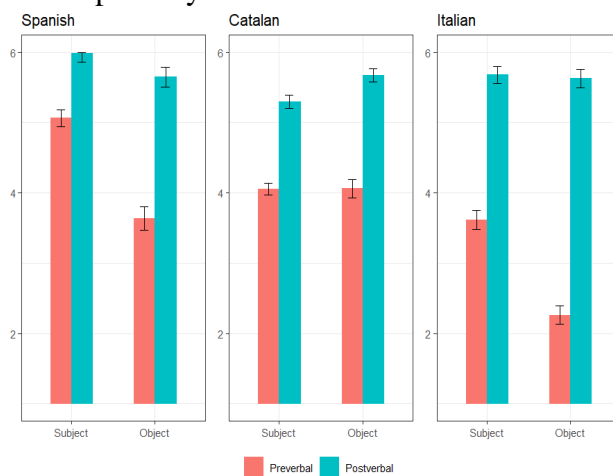 Spanish
Catalan
Italian
6
4
2
Subject
Object
6
4
2
Subject
Object
6
4
2
Subject
Object
Preverbal
Postverbal